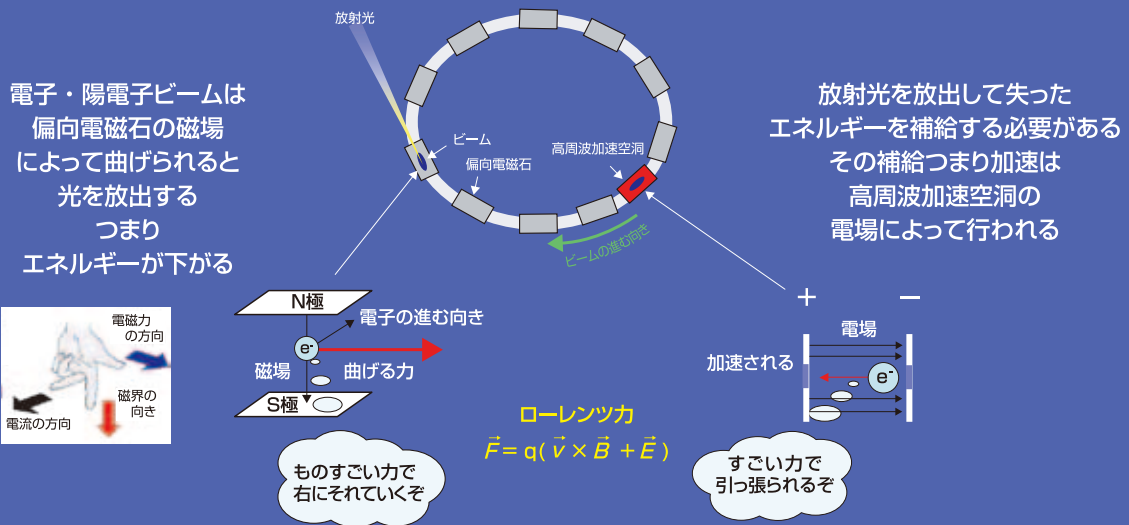 放射光
電子・陽電子ビームは
偏向電磁石の磁場
によって曲げられると
光を放出する
つまり
エネルギーが下がる
ビーム
偏向電磁石
高周波加速空洞
ビームの進む向き
放射光を放出して失った
エネルギーを補給する必要がある
その補給つまり加速は
高周波加速空洞の
電場によって行われる
電磁力
の方向
磁界の
向き
電流の方向
N極
電子の進む向き
e-
磁場
曲げる力
S極
ものすごい力で
右にそれていくぞ
ローレンツ力
F⃗ = q( v⃗ × B⃗ + E⃗ )
+ −
電場
加速される
e-
すごい力で
引っ張られるぞ